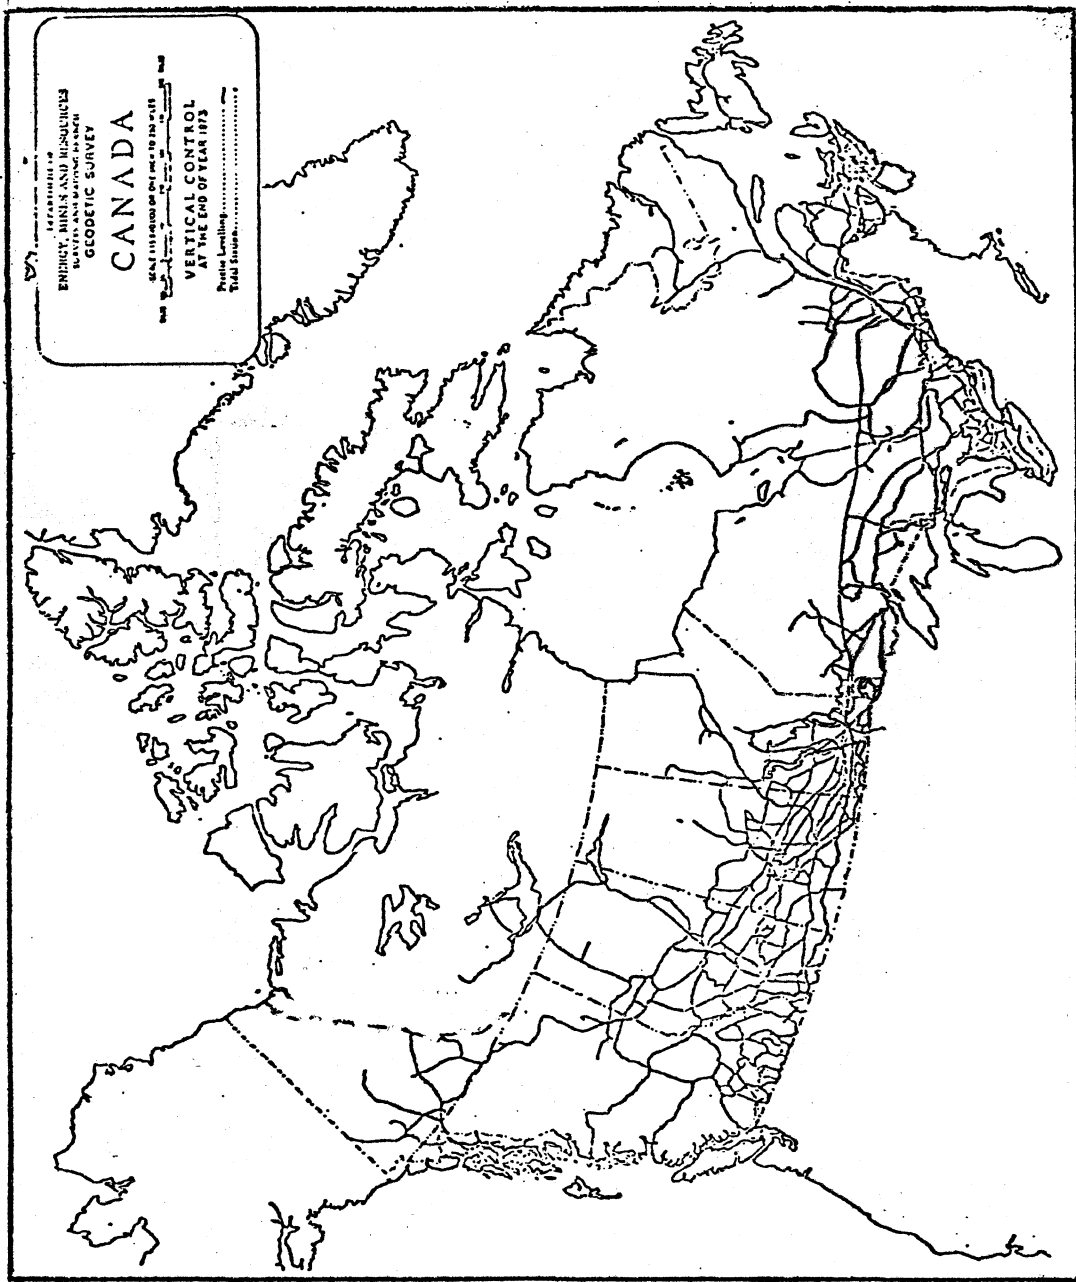 DEPARTMENT OF
ENERGY, MINES AND RESOURCES
SURVEYS AND MAPPING BRANCH
GEODETIC SURVEY
CANADA
VERTICAL CONTROL
AT THE END OF YEAR 1973
Precise Levelling
Tidal Stations